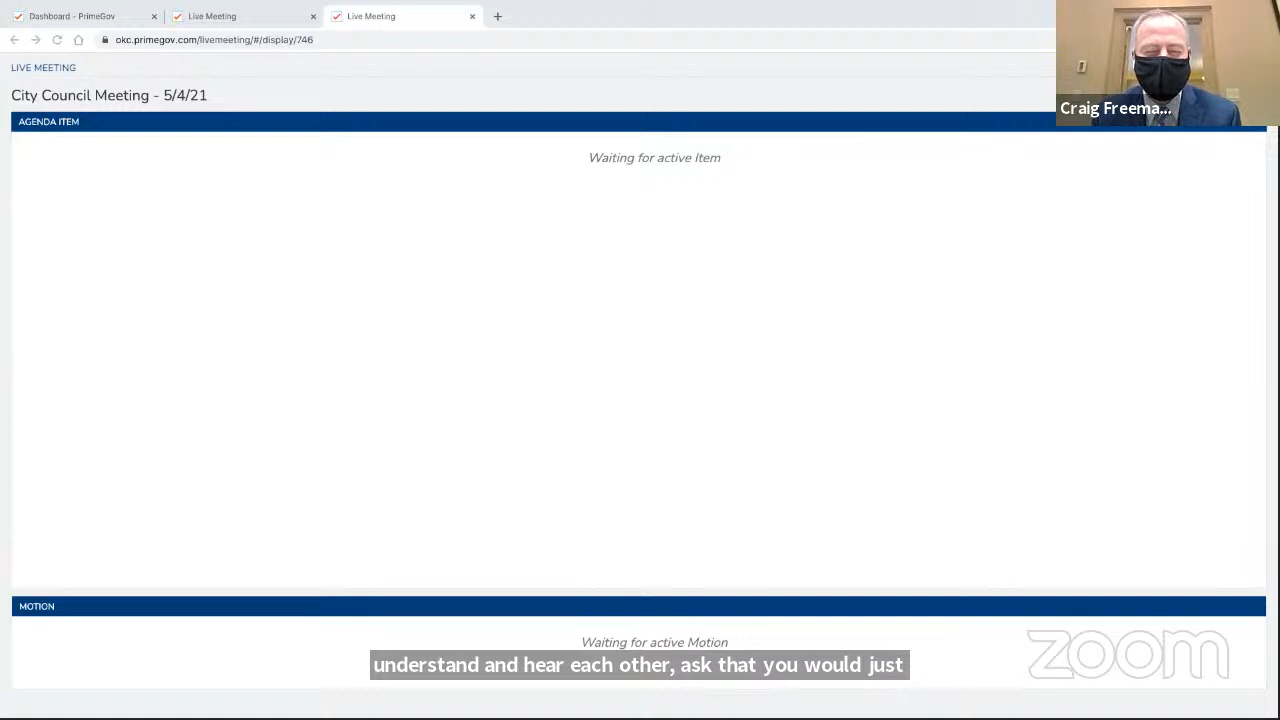 Dashboard - PrimeGov
Live Meeting
Live Meeting
okc.primegov.com/livemeeting/#/display/746
LIVE MEETING
City Council Meeting - 5/4/21
AGENDA ITEM
Craig Freema...
Waiting for active Item
MOTION
Waiting for active Motion
understand and hear each other, ask that you would just
zoom